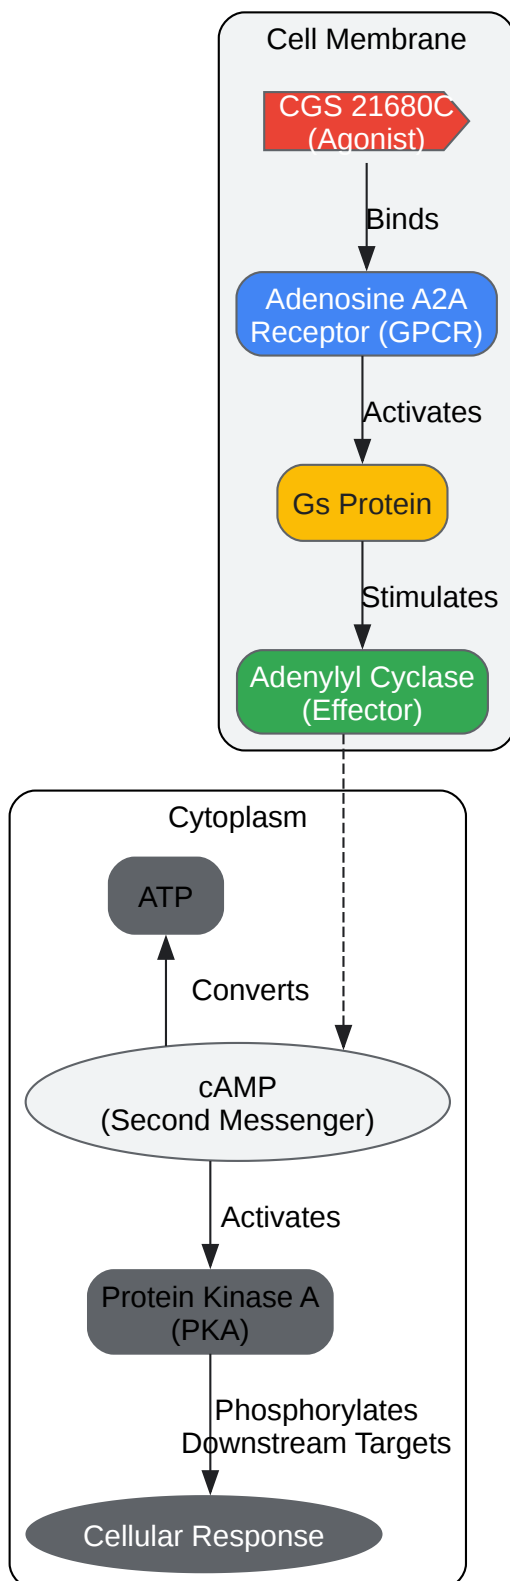 Cell Membrane
CGS 21680C
(Agonist)
Binds
Adenosine A2A
Receptor (GPCR)
Activates
Gs Protein
Stimulates
Adenylyl Cyclase
(Effector)
Cytoplasm
ATP
Converts
cAMP
(Second Messenger)
Activates
Protein Kinase A
(PKA)
Phosphorylates
Downstream Targets
Cellular Response